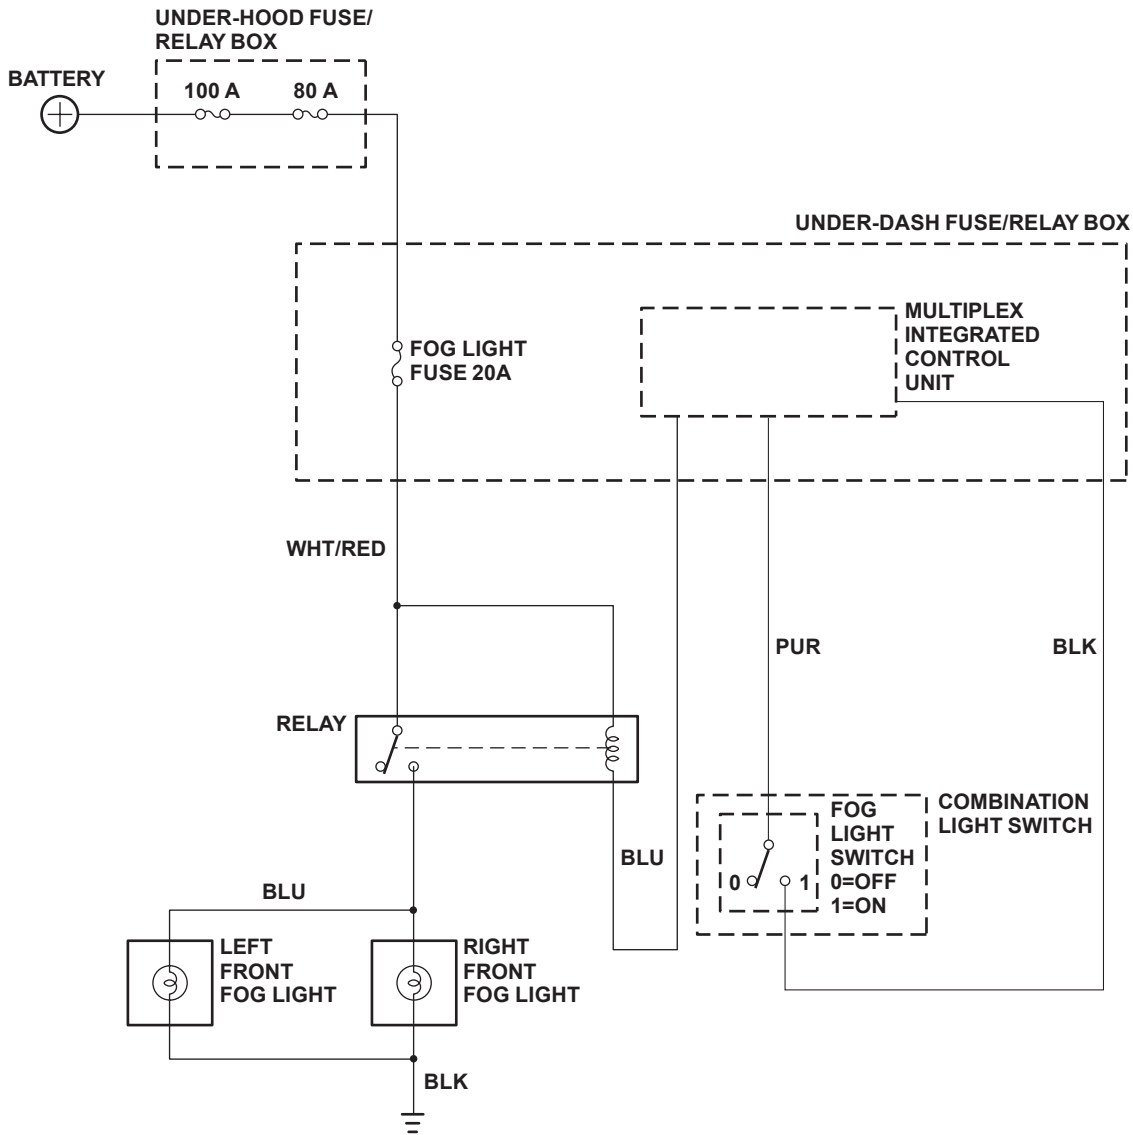 UNDER-HOOD FUSE/
RELAY BOX
BATTERY
100 A
80 A
UNDER-DASH FUSE/RELAY BOX
MULTIPLEX
INTEGRATED
CONTROL
UNIT
FOG LIGHT
FUSE 20A
WHT/RED
PUR
BLK
RELAY
COMBINATION
LIGHT SWITCH
FOG
LIGHT
SWITCH
0=OFF
1=ON
0
1
BLU
BLU
LEFT
FRONT
FOG LIGHT
RIGHT
FRONT
FOG LIGHT
BLK